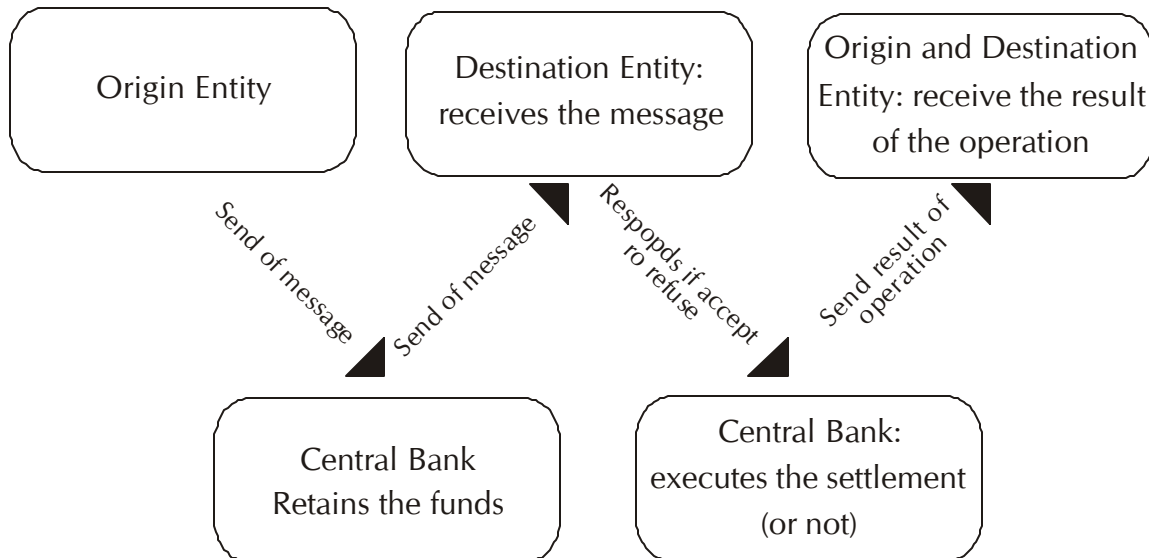 Origin Entity
Destination Entity:
receives the message
Origin and Destination
Entity: receive the result
of the operation
Send of message
Send of message
Respopds if accept
ro refuse
Send result of
operation
Central Bank
Retains the funds
Central Bank:
executes the settlement
(or not)